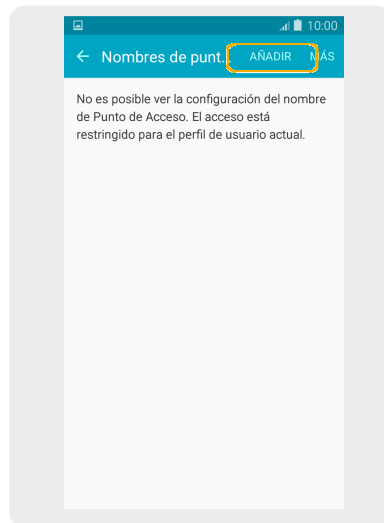 10:00
Nombres de punt... AÑADIR MÁS
No es posible ver la configuración del nombre
de Punto de Acceso. El acceso está
restringido para el perfil de usuario actual.